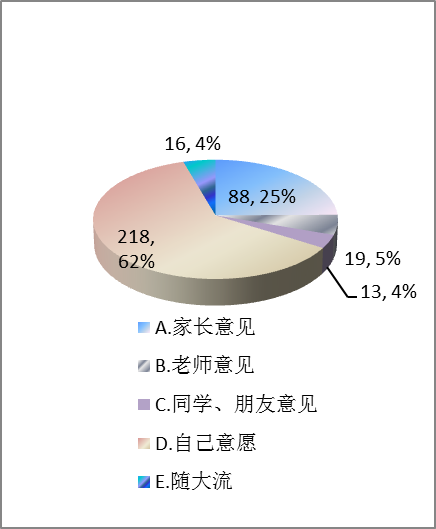 16, 4%
88, 25%
218,
62%
19, 5%
13, 4%
A.家长意见
B.老师意见
C.同学、朋友意见
D.自己意愿
E.随大流